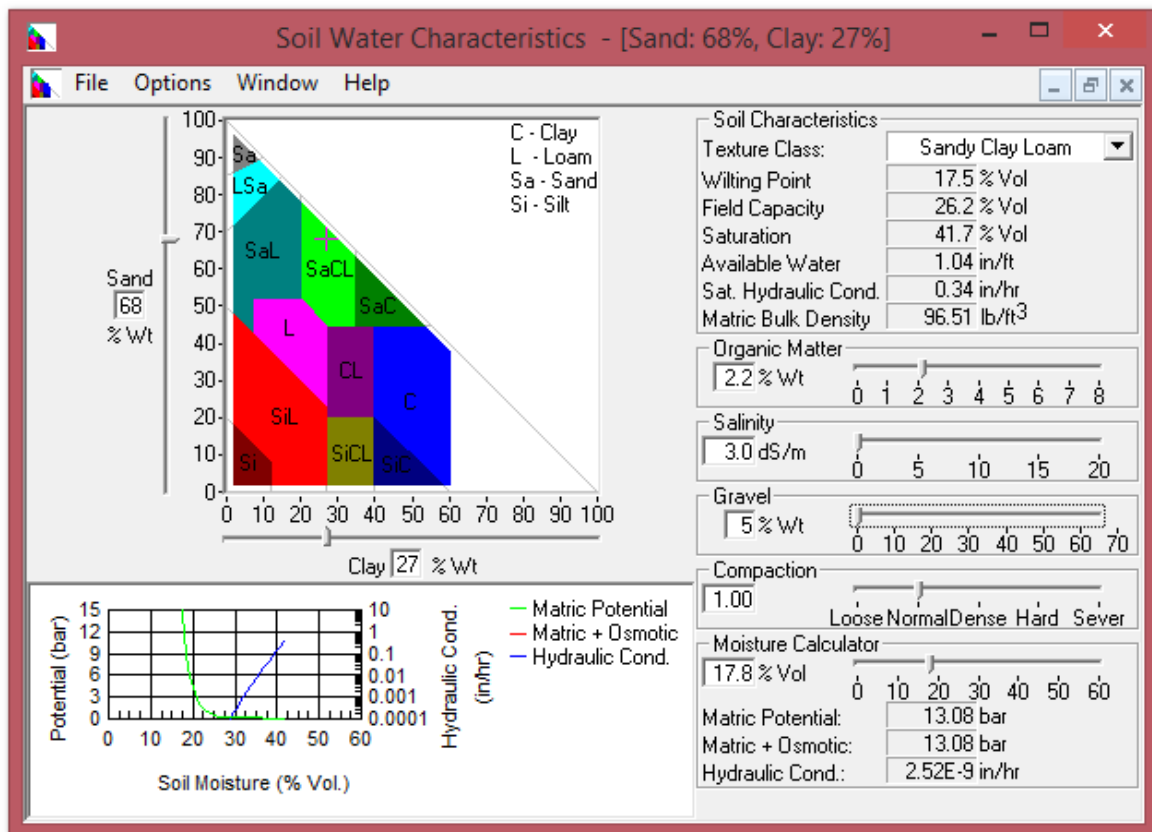 Soil Water Characteristics - [Sand: 68%, Clay: 27%]
File Options Window Help
C - Clay
L - Loam
Sa - Sand
Si - Silt
100
90
80
70
60
50
40
30
20
10
0
Sa
LSa
SaL
SaCL
SaC
L
CL
C
SiL
SiCL
SiC
Si
0 10 20 30 40 50 60 70 80 90 100
Sand
68
% Wt
Clay 27 % Wt
Soil Characteristics
Texture Class: Sandy Clay Loam
Wilting Point 17.5 % Vol
Field Capacity 26.2 % Vol
Saturation 41.7 % Vol
Available Water 1.04 in/ft
Sat. Hydraulic Cond. 0.34 in/hr
Matric Bulk Density 96.51 lb/ft3
Organic Matter
2.2 % Wt
0 1 2 3 4 5 6 7 8
Salinity
3.0 dS/m
0 5 10 15 20
Gravel
5 % Wt
0 10 20 30 40 50 60 70
Compaction
1.00
Loose Normal Dense Hard Sever
Moisture Calculator
17.8 % Vol
0 10 20 30 40 50 60
Matric Potential: 13.08 bar
Matric + Osmotic: 13.08 bar
Hydraulic Cond.: 2.52E-9 in/hr
Potential (bar)
15
12
9
6
3
0
0 10 20 30 40 50 60
Soil Moisture (% Vol.)
10
1
0.1
0.01
0.001
0.0001
Hydraulic Cond.
(in/hr)
Matric Potential
Matric + Osmotic
Hydraulic Cond.